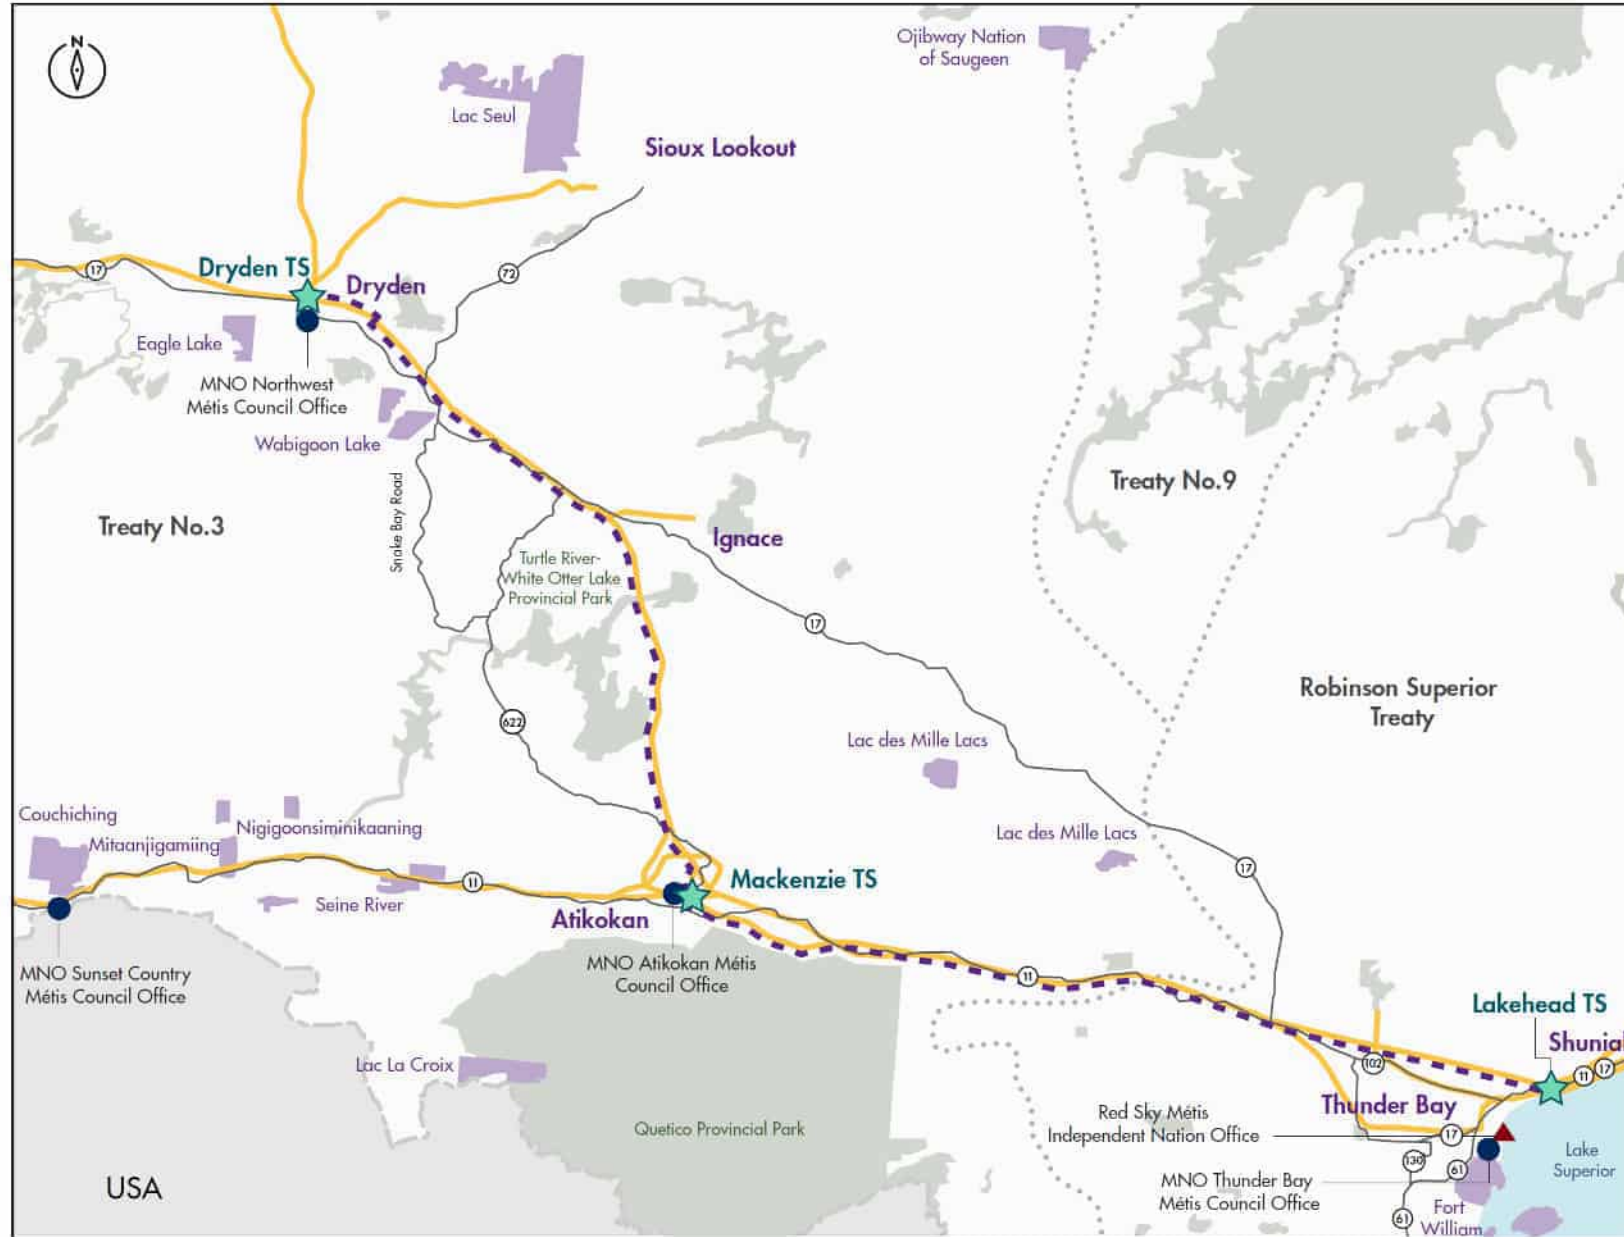 N
Ojibway Nation
of Saugeen
Lac Seul
Sioux Lookout
17
Dryden TS
Dryden
72
Eagle Lake
MNO Northwest
Métis Council Office
Wabigoon Lake
Snake Bay Road
Treaty No.3
Treaty No.9
Ignace
Turtle River-
White Otter Lake
Provincial Park
17
Robinson Superior
Treaty
622
Lac des Mille Lacs
Couchiching
Mitaanjigamiing
Nigigoonsiminikaaning
Lac des Mille Lacs
17
11
Mackenzie TS
Seine River
Atikokan
MNO Sunset Country
Métis Council Office
MNO Atikokan Métis
Council Office
11
Lakehead TS
Shunia
Lac La Croix
102
11
17
Thunder Bay
Red Sky Métis
Independent Nation Office
17
Quetico Provincial Park
130
61
Lake
Superior
MNO Thunder Bay
Métis Council Office
USA
61
Fort
William